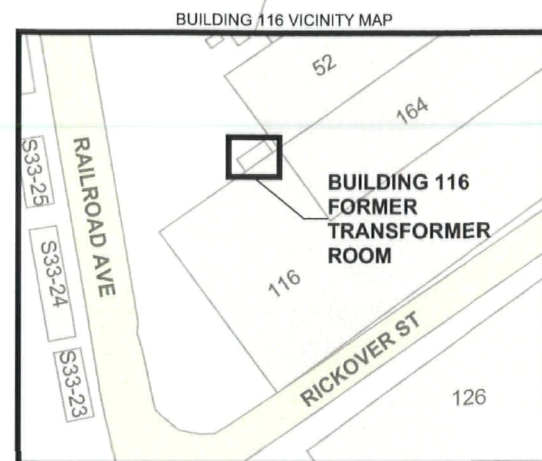 BUILDING 116 VICINITY MAP
52
164
S33-25
RAILROAD AVE
BUILDING 116
FORMER
TRANSFORMER
ROOM
S33-24
116
S33-23
RICKOVER ST
126